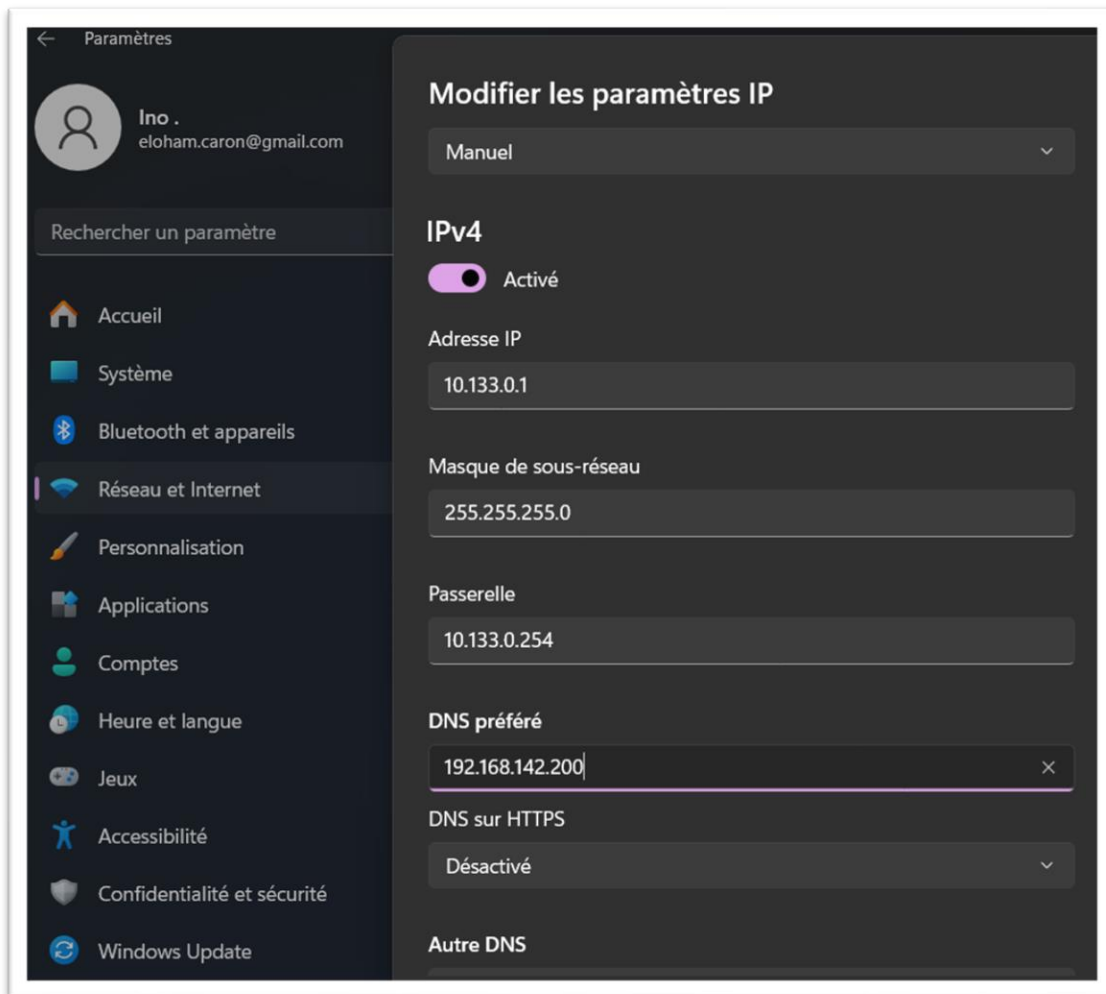 Paramètres
Ino .
eloham.caron@gmail.com
Rechercher un paramètre
Accueil
Système
Bluetooth et appareils
Réseau et Internet
Personnalisation
Applications
Comptes
Heure et langue
Jeux
Accessibilité
Confidentialité et sécurité
Windows Update
Modifier les paramètres IP
Manuel
IPv4
Activé
Adresse IP
10.133.0.1
Masque de sous-réseau
255.255.255.0
Passerelle
10.133.0.254
DNS préféré
192.168.142.200
DNS sur HTTPS
Désactivé
Autre DNS